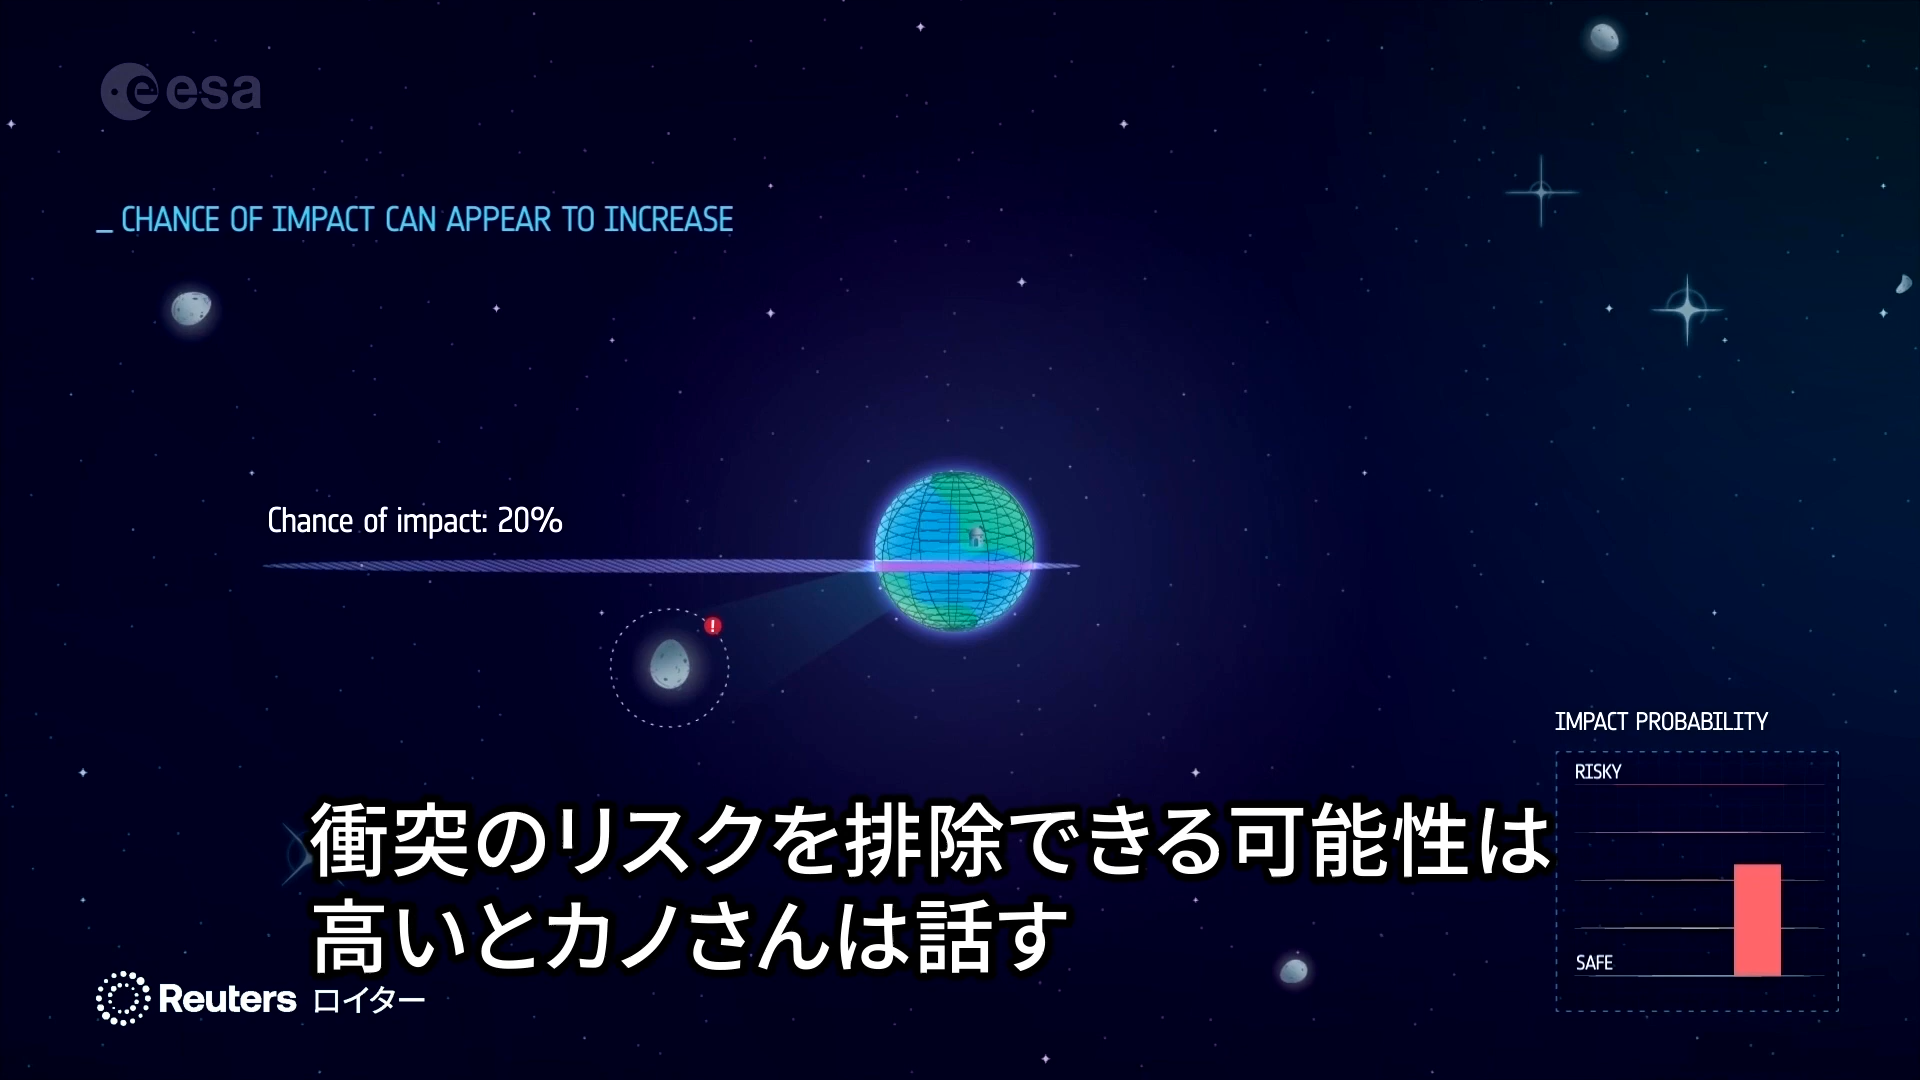 esa
_ CHANCE OF IMPACT CAN APPEAR TO INCREASE
Chance of impact: 20%
!
IMPACT PROBABILITY
RISKY
SAFE
衝突のリスクを排除できる可能性は
高いとカノさんは話す
Reuters ロイター